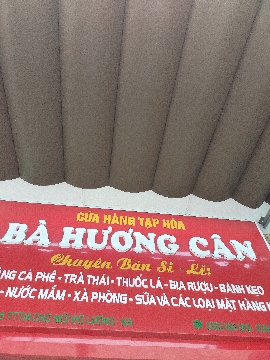 CỬA HÀNG TẠP HÓA
BÀ HƯƠNG CÂN
Chuyên Bán Sỉ - Lẻ:
CÀ PHÊ - TRÀ THÁI - THUỐC LÁ - BIA RƯỢU - BÁNH KẸO
- NƯỚC MẮM - XÀ PHÒNG - SỮA VÀ CÁC LOẠI MẶT HÀNG